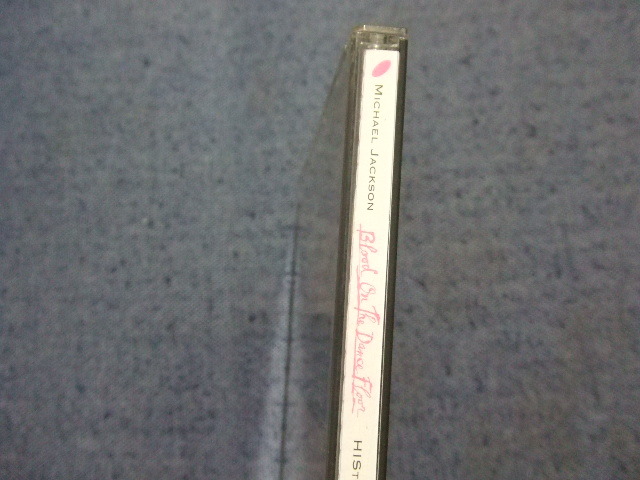 MICHAEL JACKSON Blood On The Dance Floor HIST